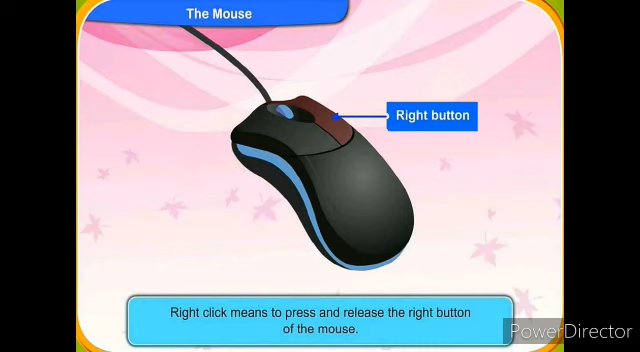 The Mouse
Right button
Right click means to press and release the right button
of the mouse.
PowerDirector